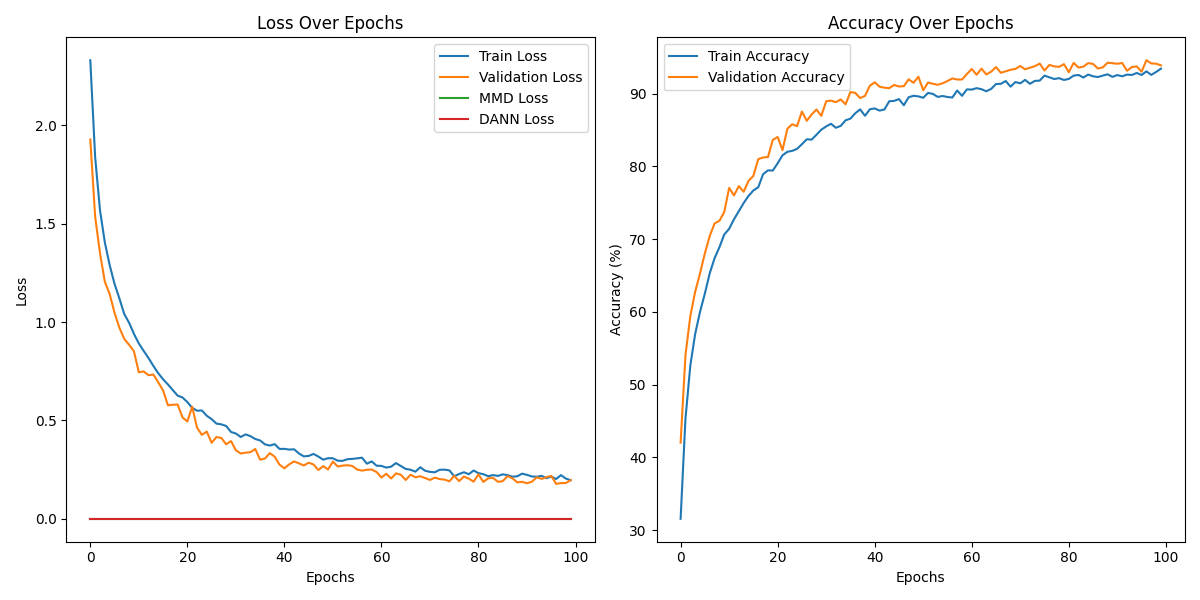 Loss Over Epochs
Train Loss
Validation Loss
MMD Loss
DANN Loss
Loss
2.0
1.5
1.0
0.5
0.0
0 20 40 60 80 100
Epochs
Accuracy Over Epochs
Train Accuracy
Validation Accuracy
Accuracy (%)
90
80
70
60
50
40
30
0 20 40 60 80 100
Epochs